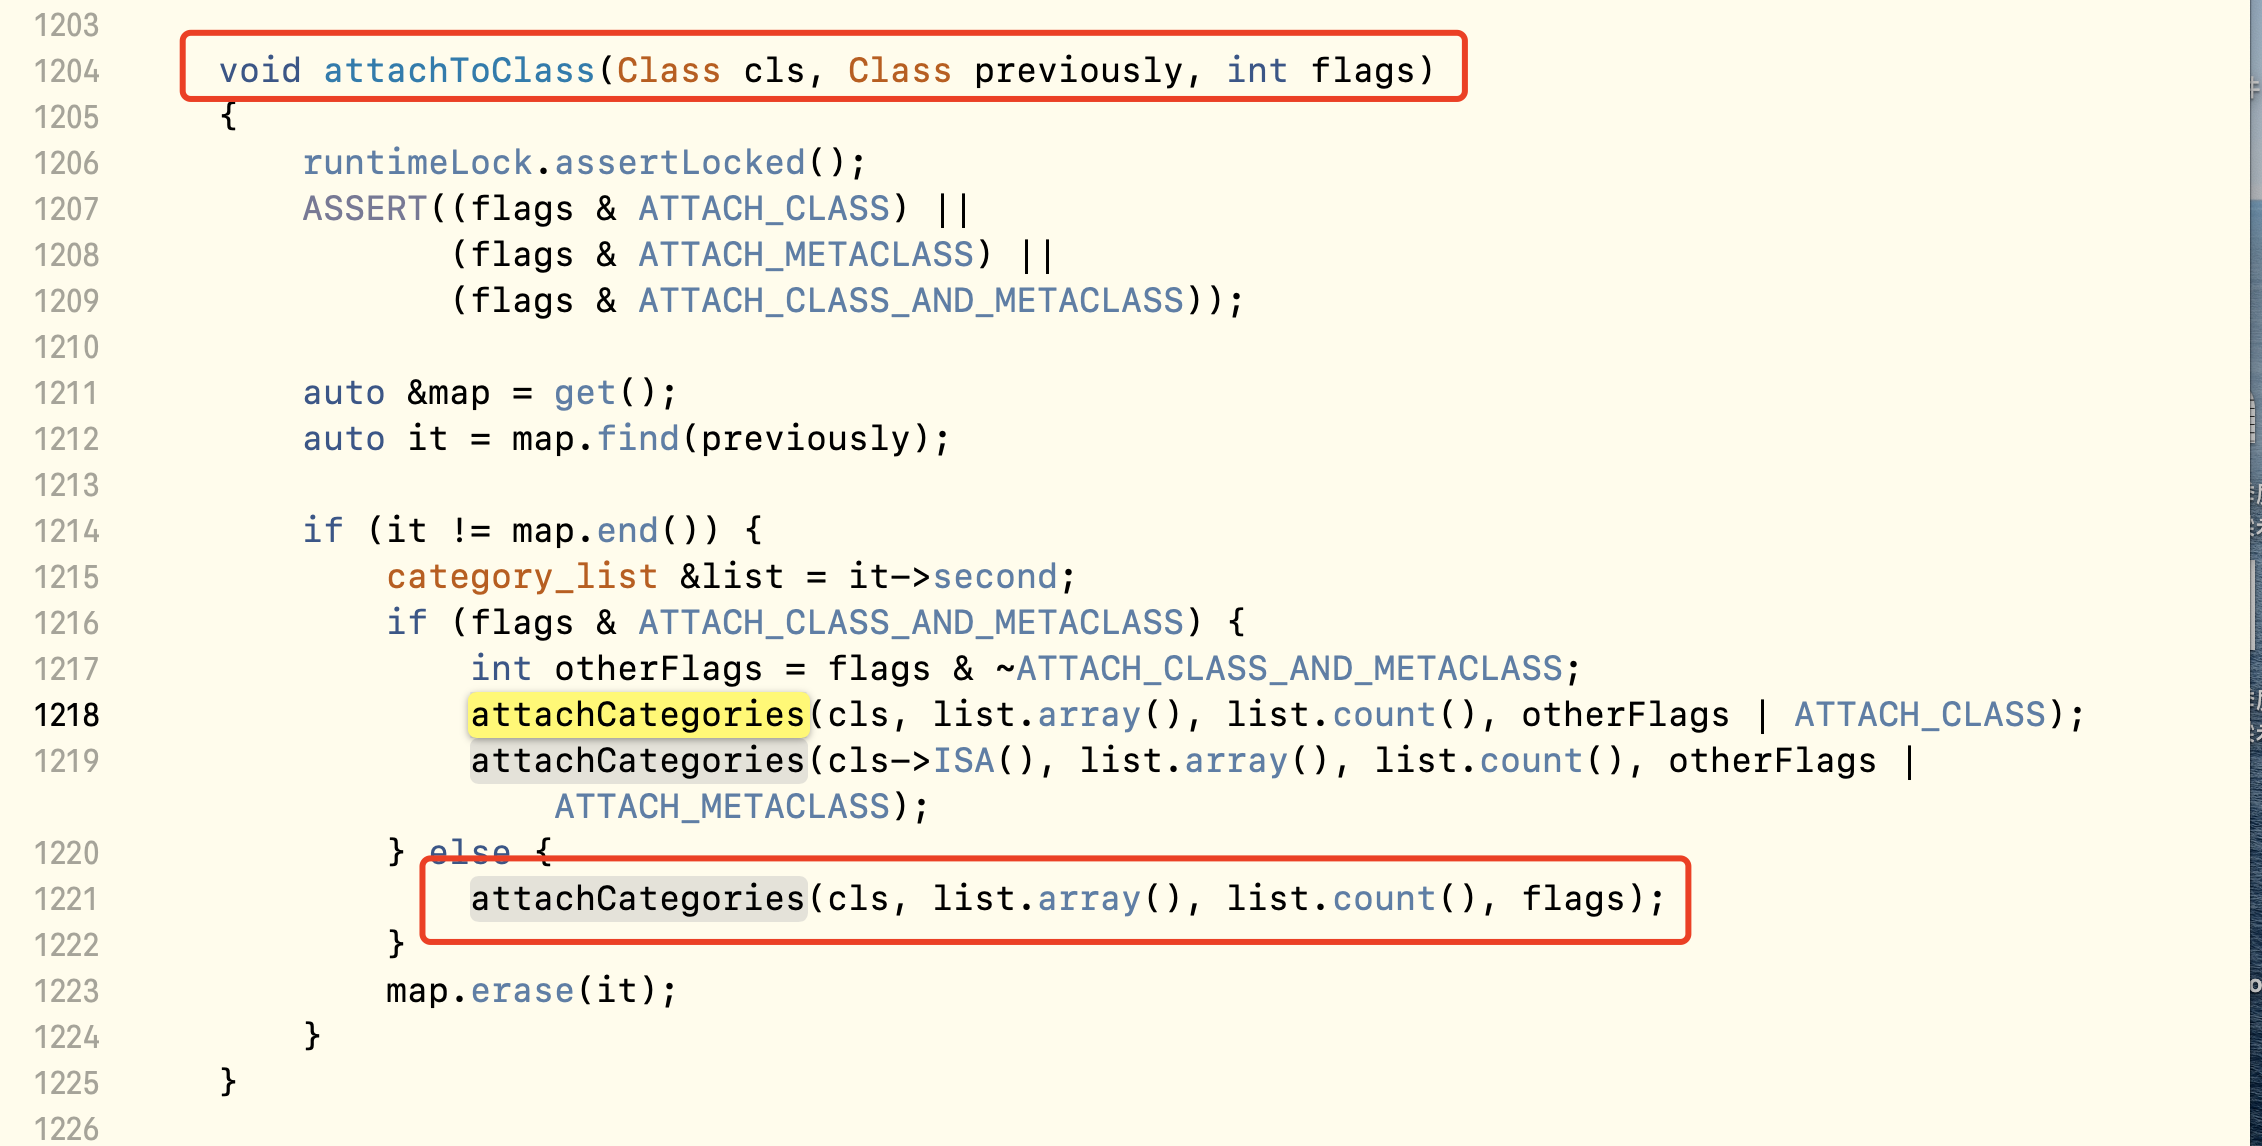 1203
1204 void attachToClass(Class cls, Class previously, int flags)
1205 {
1206 runtimeLock.assertLocked();
1207 ASSERT((flags & ATTACH_CLASS) ||
1208 (flags & ATTACH_METACLASS) ||
1209 (flags & ATTACH_CLASS_AND_METACLASS));
1210
1211 auto &map = get();
1212 auto it = map.find(previously);
1213
1214 if (it != map.end()) {
1215 category_list &list = it->second;
1216 if (flags & ATTACH_CLASS_AND_METACLASS) {
1217 int otherFlags = flags & ~ATTACH_CLASS_AND_METACLASS;
1218 attachCategories(cls, list.array(), list.count(), otherFlags | ATTACH_CLASS);
1219 attachCategories(cls->ISA(), list.array(), list.count(), otherFlags |
ATTACH_METACLASS);
1220 } else {
1221 attachCategories(cls, list.array(), list.count(), flags);
1222 }
1223 map.erase(it);
1224 }
1225 }
1226